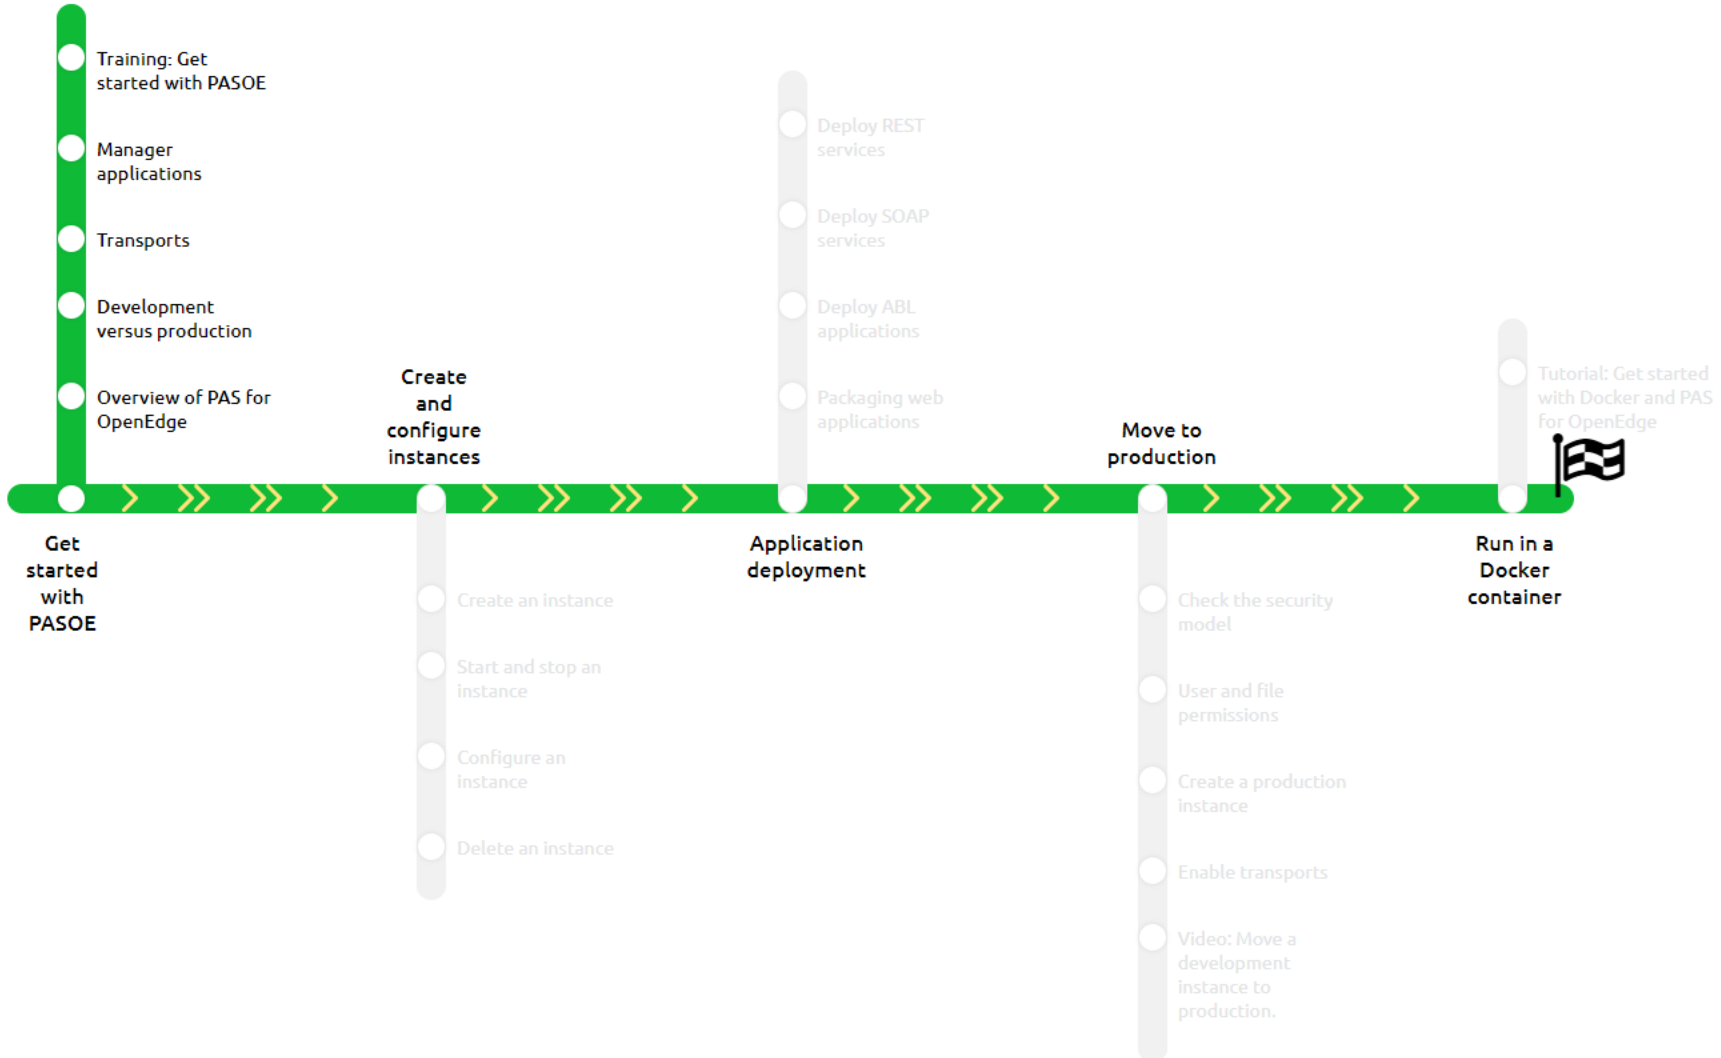 Training: Get
started with PASOE
Manager
applications
Transports
Development
versus production
Overview of PAS for
OpenEdge
Get
started
with
PASOE
Create
and
configure
instances
Create an instance
Start and stop an
instance
Configure an
instance
Delete an instance
Deploy REST
services
Deploy SOAP
services
Deploy ABL
applications
Packaging web
applications
Application
deployment
Move to
production
Check the security
model
User and file
permissions
Create a production
instance
Enable transports
Video: Move a
development
instance to
production.
Tutorial: Get started
with Docker and PAS
for OpenEdge
Run in a
Docker
container